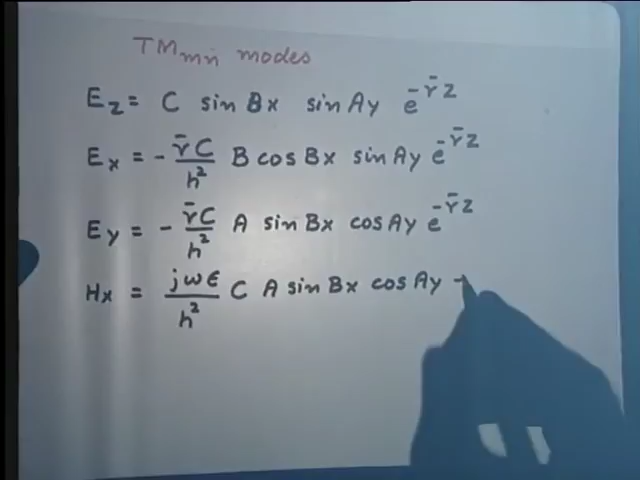 TMmn modes
Ez = C sin Bx sin Ay e^-γ̄z
Ex = - γ̄C/h² B cos Bx sin Ay e^-γ̄z
Ey = - γ̄C/h² A sin Bx cos Ay e^-γ̄z
Hx = jωϵ/h² C A sin Bx cos Ay